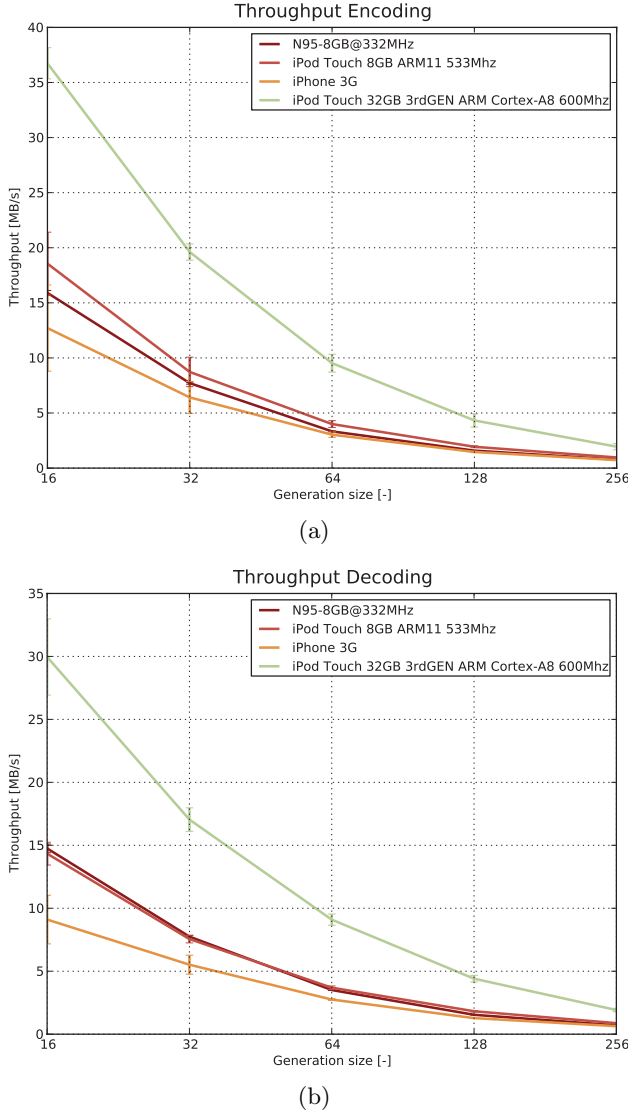 Throughput Encoding
40
35
30
25
20
15
10
5
0
Throughput [MB/s]
N95-8GB@332MHz
iPod Touch 8GB ARM11 533Mhz
iPhone 3G
iPod Touch 32GB 3rdGEN ARM Cortex-A8 600Mhz
16 32 64 128 256
Generation size [-]
(a)
Throughput Decoding
35
30
25
20
15
10
5
0
Throughput [MB/s]
N95-8GB@332MHz
iPod Touch 8GB ARM11 533Mhz
iPhone 3G
iPod Touch 32GB 3rdGEN ARM Cortex-A8 600Mhz
16 32 64 128 256
Generation size [-]
(b)